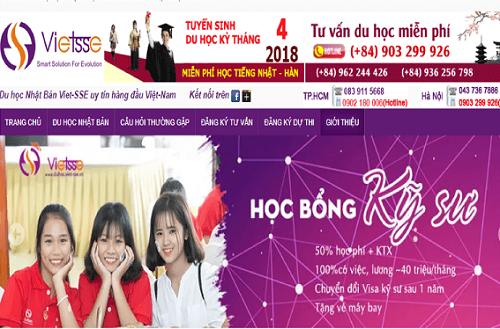 Vietsse
Smart Solution For Evolution
TUYỂN SINH
DU HỌC KỲ THÁNG
4
2018
MIỄN PHÍ HỌC TIẾNG NHẬT - HÀN
Tư vấn du học miễn phí
HOTLINE (+84) 903 299 926
(+84) 962 244 426 (+84) 936 256 798
Du học Nhật Bản Viet-SSE uy tín hàng đầu Việt-Nam
Kết nối trên
TP.HCM
083 911 5668
0902 180 006(Hotline)
Hà Nội
043 736 7886
0903 299 926
TRANG CHỦ DU HỌC NHẬT BẢN CÂU HỎI THƯỜNG GẶP ĐĂNG KÝ TƯ VẤN ĐĂNG KÝ DỰ THI GIỚI THIỆU
Vietsse
HỌC BỔNG Kỹ sư
50% học phí + KTX
100%có việc, lương ~40 triệu/tháng
Chuyển đổi Visa kỹ sư sau 1 năm
Tặng vé máy bay